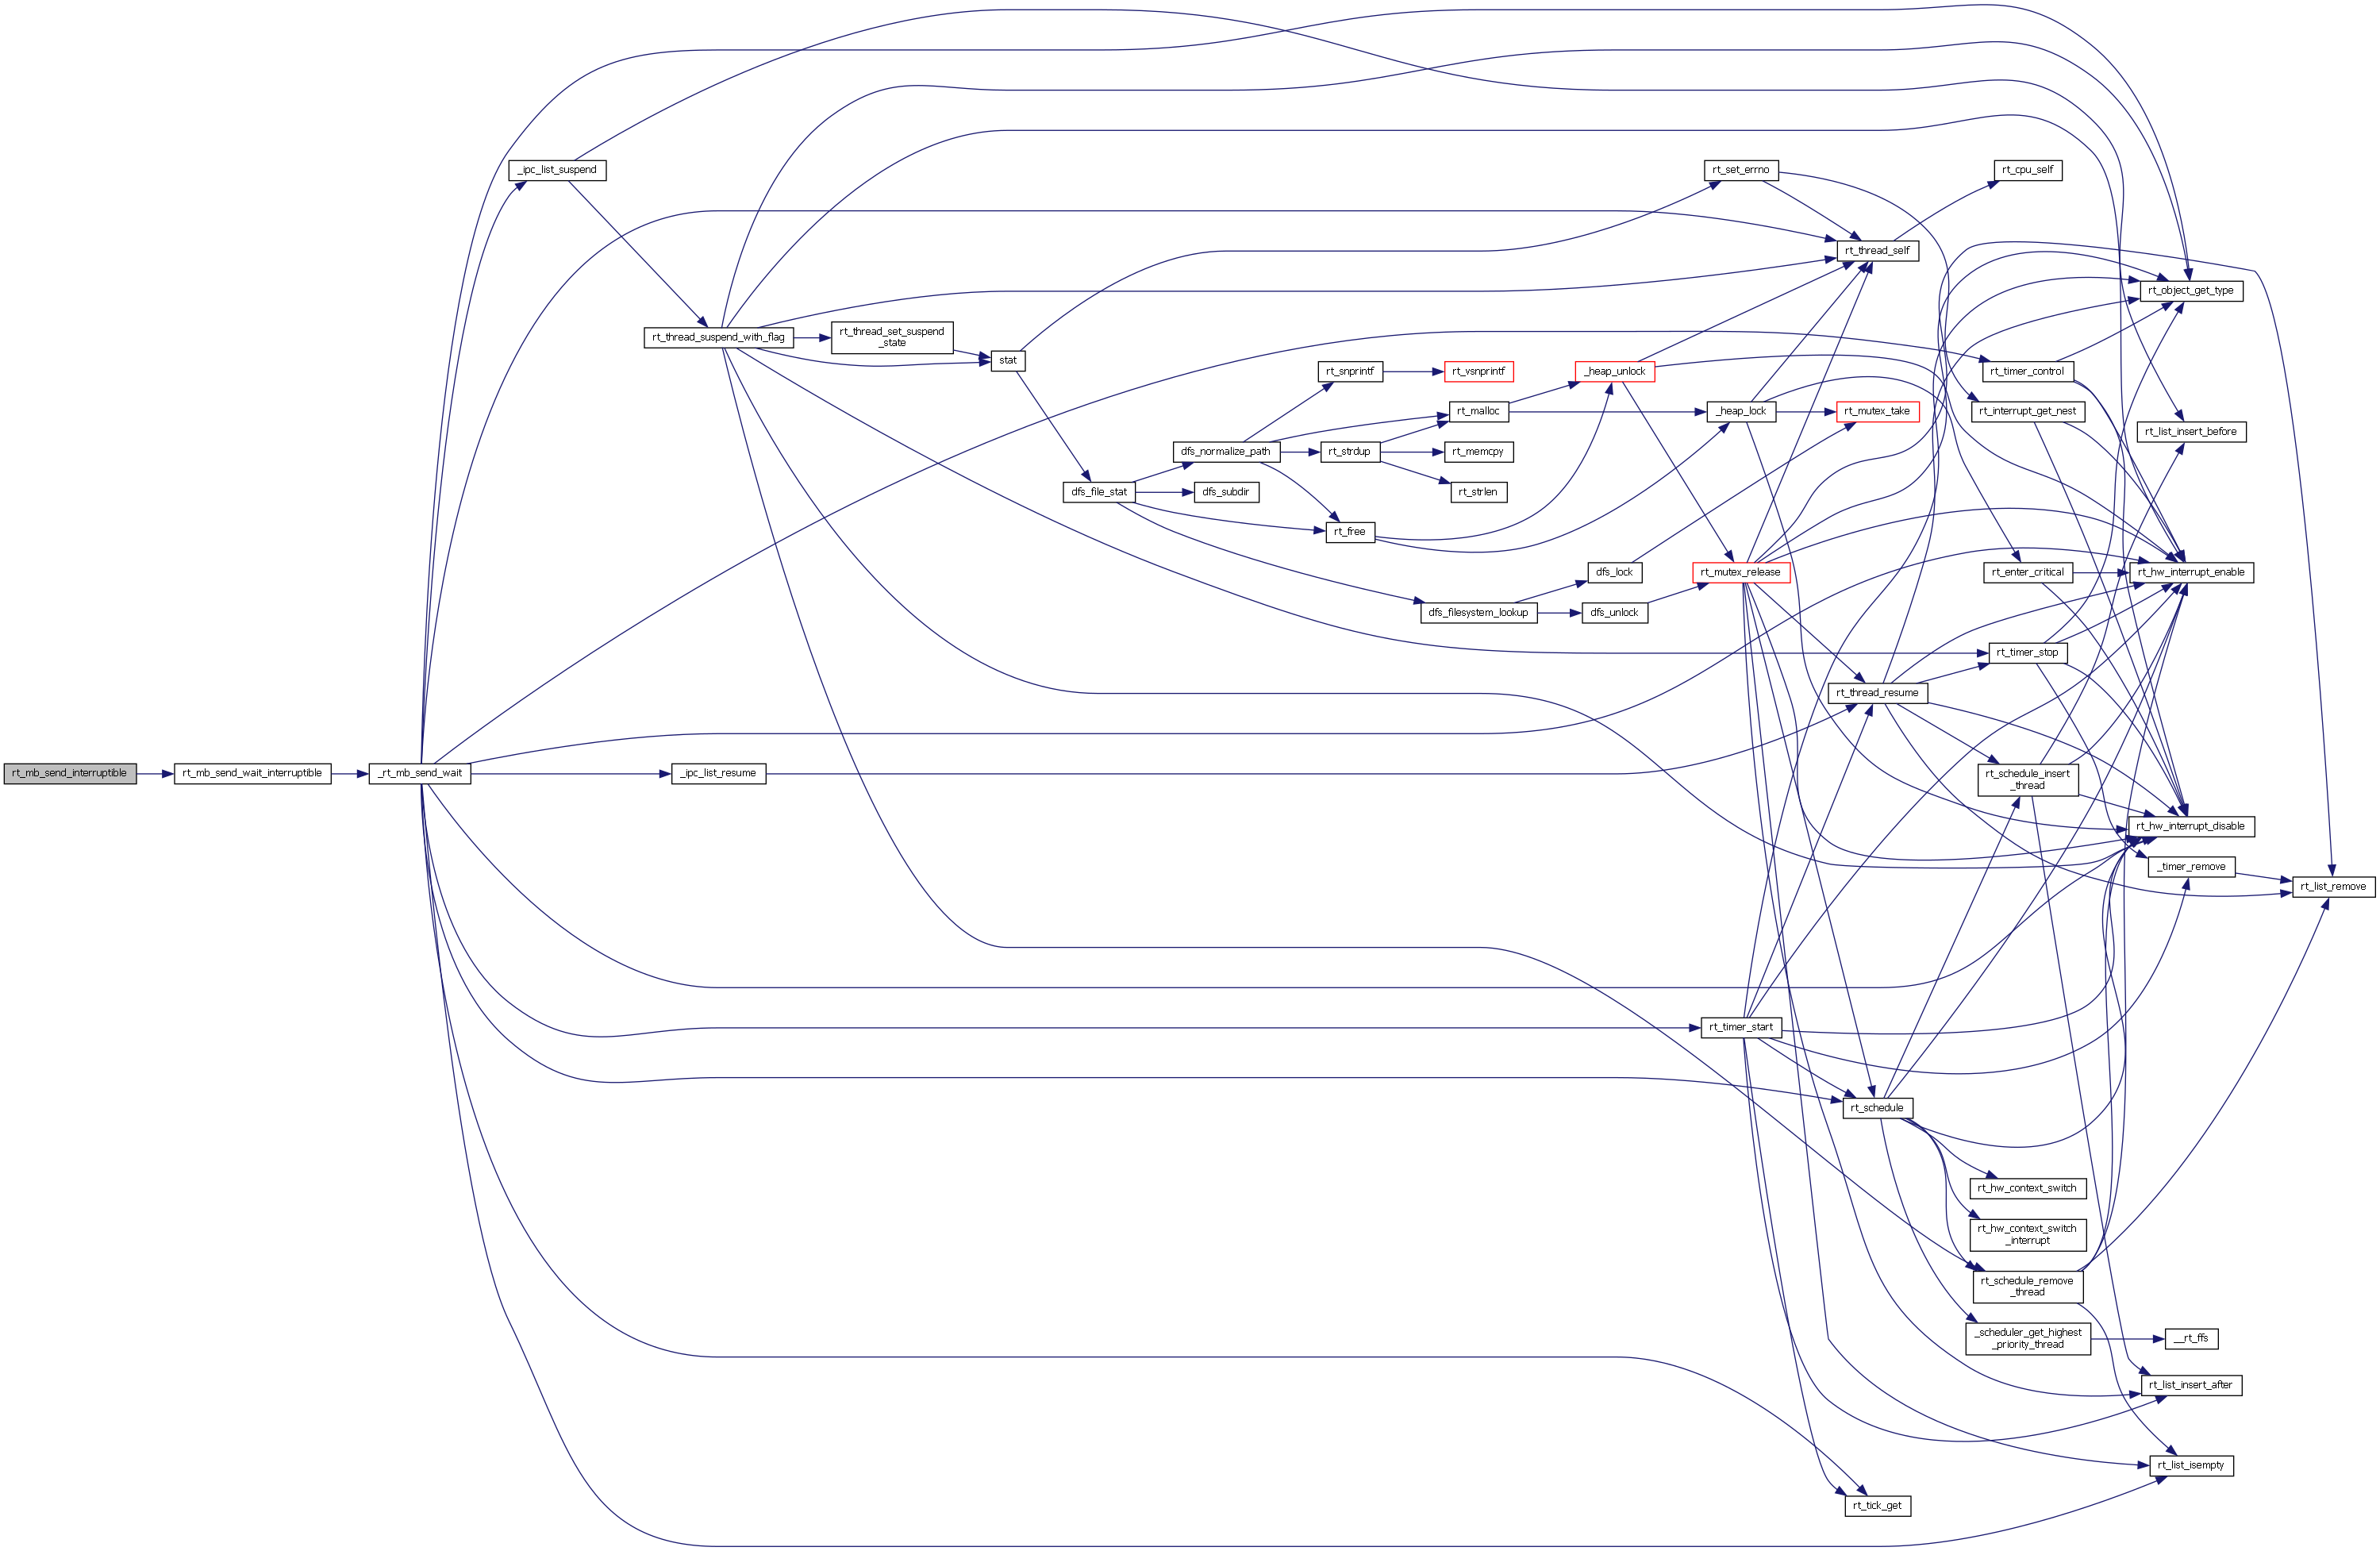 _ipc_list_suspend
rt_set_errno
rt_cpu_self
rt_thread_self
rt_object_get_type
rt_thread_suspend_with_flag
rt_thread_set_suspend
_state
stat
rt_snprintf
rt_vsnprintf
_heap_unlock
rt_timer_control
rt_malloc
_heap_lock
rt_mutex_take
rt_interrupt_get_nest
rt_list_insert_before
dfs_normalize_path
rt_strdup
rt_memcpy
dfs_file_stat
dfs_subdir
rt_strlen
rt_free
dfs_lock
rt_mutex_release
rt_enter_critical
rt_hw_interrupt_enable
dfs_filesystem_lookup
dfs_unlock
rt_timer_stop
rt_thread_resume
rt_mb_send_interruptible
rt_mb_send_wait_interruptible
_rt_mb_send_wait
_ipc_list_resume
rt_schedule_insert
_thread
rt_hw_interrupt_disable
_timer_remove
rt_list_remove
rt_timer_start
rt_schedule
rt_hw_context_switch
rt_hw_context_switch
_interrupt
rt_schedule_remove
_thread
_scheduler_get_highest
_priority_thread
__rt_ffs
rt_list_insert_after
rt_list_isempty
rt_tick_get